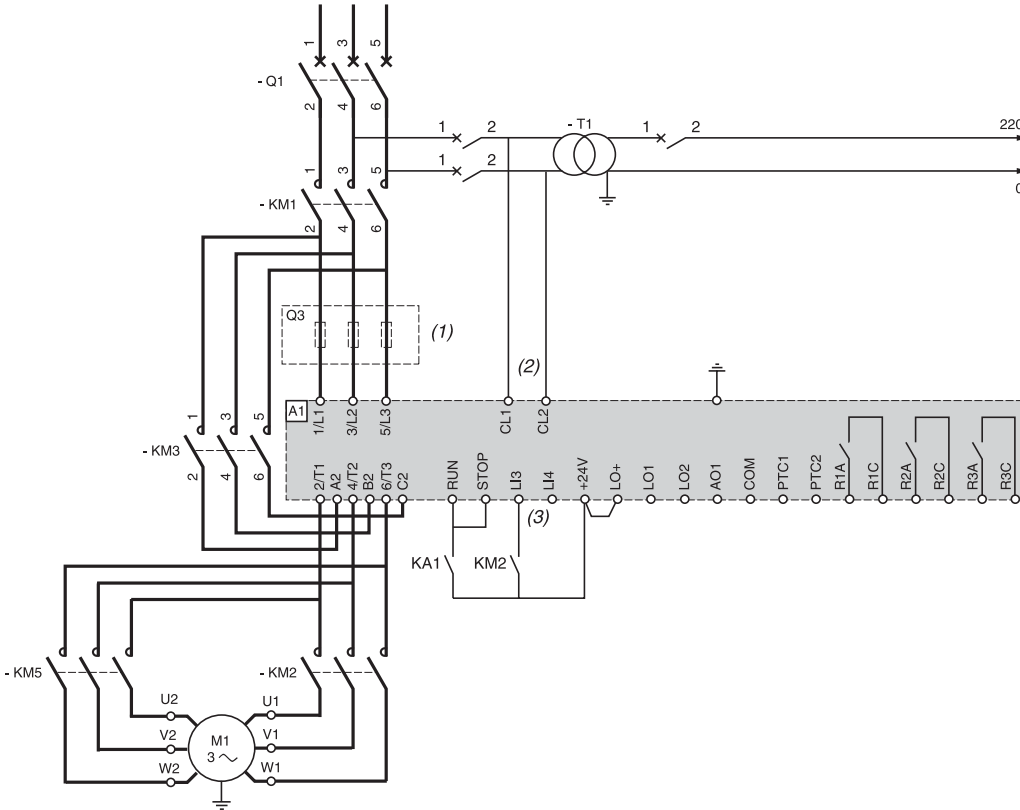 1 3 5
- Q1
2 4 6
1 2 - T1 1 2 220
1 2 0
1 3 5
- KM1
2 4 6
Q3
(1)
(2)
A1 1/L1 3/L2 5/L3 CL1 CL2
1 3 5
- KM3
2 4 6
2/T1 A2 4/T2 B2 6/T3 C2 RUN STOP LI3 LI4 +24V LO+ LO1 LO2 AO1 COM PTC1 PTC2 R1A R1C R2A R2C R3A R3C
(3)
KA1 KM2
- KM5 - KM2
U2 U1
V2 V1
W2 W1
M1
3